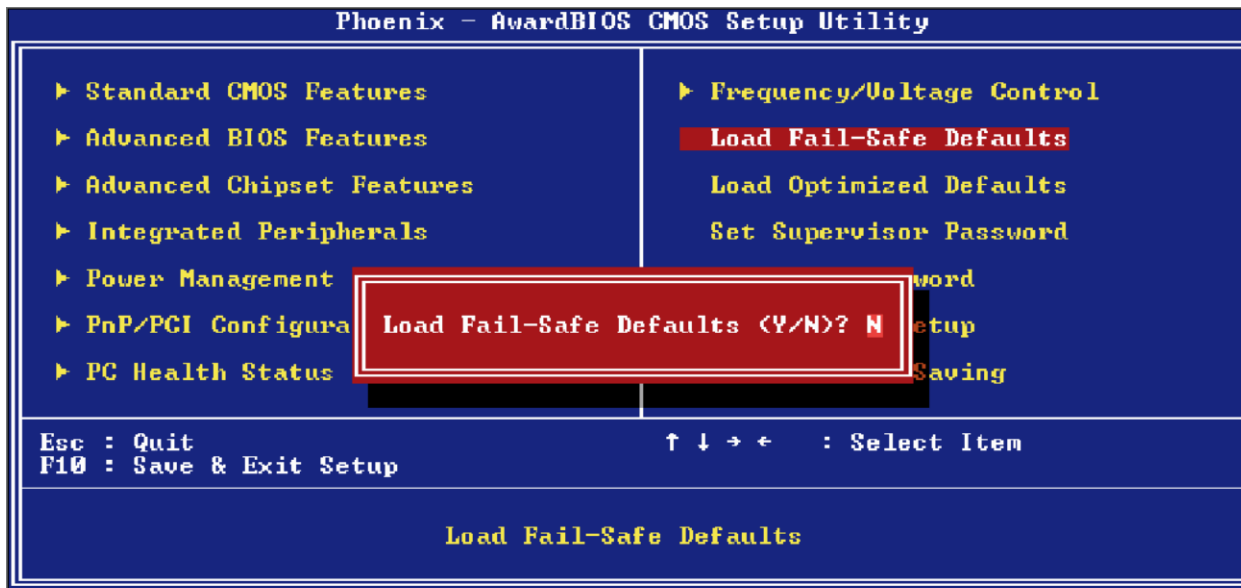 Phoenix - AwardBIOS CMOS Setup Utility
► Standard CMOS Features
► Advanced BIOS Features
► Advanced Chipset Features
► Integrated Peripherals
► Power Management
► PnP/PCI Configura
► PC Health Status
► Frequency/Voltage Control
Load Fail-Safe Defaults
Load Optimized Defaults
Set Supervisor Password
word
etup
Saving
Load Fail-Safe Defaults (Y/N)? N
Esc : Quit
F10 : Save & Exit Setup
↑ ↓ → ← : Select Item
Load Fail-Safe Defaults